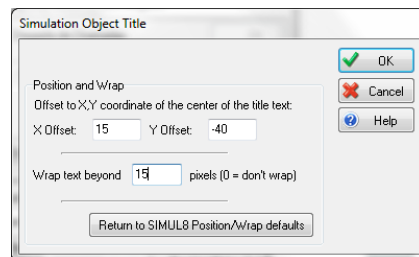 Simulation Object Title
OK
Cancel
Help
Position and Wrap
Offset to X,Y coordinate of the center of the title text:
X Offset: 15 Y Offset: -40
Wrap text beyond 15 pixels (0 = don't wrap)
Return to SIMUL8 Position/Wrap defaults